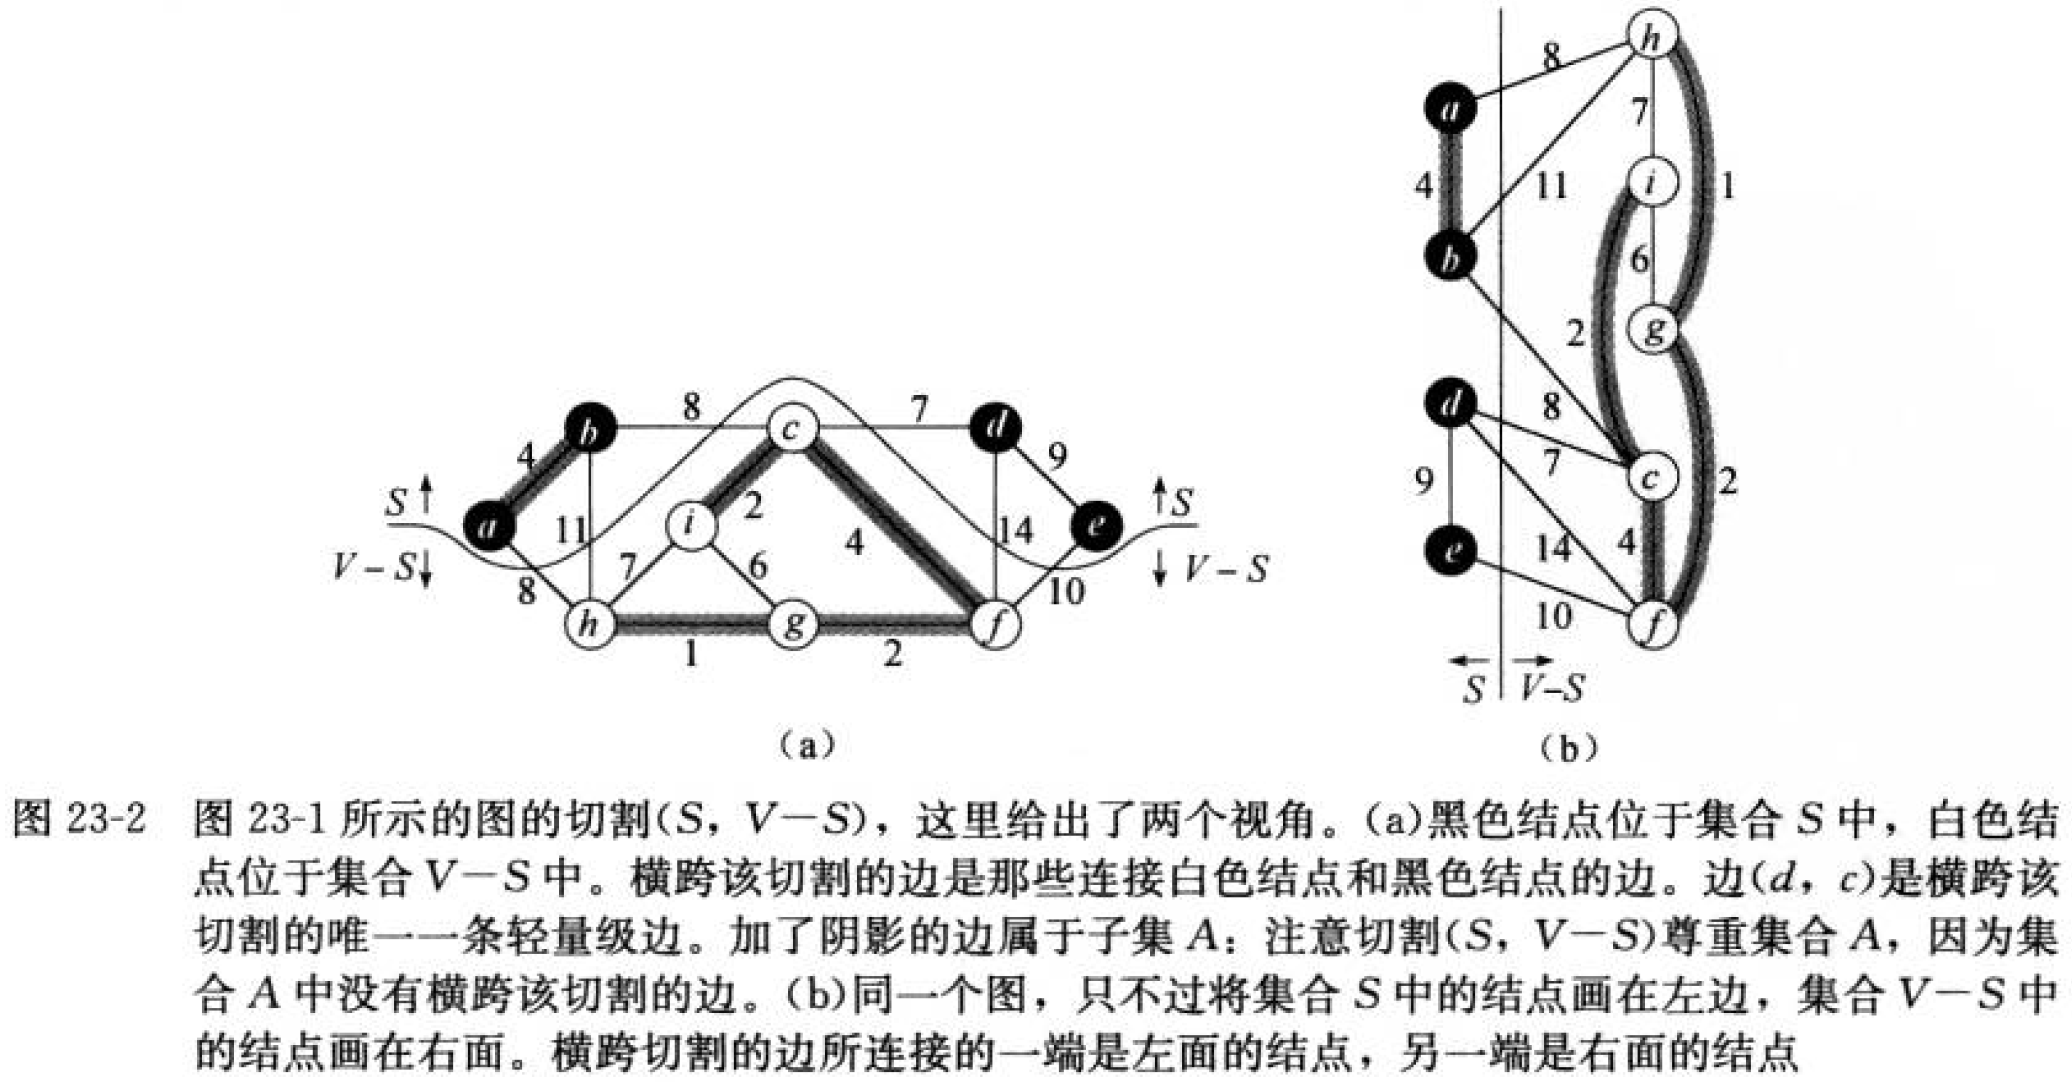 h
8
a
7
4
11
i
1
b
6
2
g
d
8
7
9
c
2
e
14
4
10
f
S
V-S
b
8
c
7
d
4
9
S
a
11
i
2
4
14
e
S
V-S
8
7
6
10
V-S
h
1
g
2
f
(a)
(b)
图 23-2 图 23-1 所示的图的切割(S, V-S), 这里给出了两个视角。(a)黑色结点位于集合 S 中, 白色结
点位于集合 V-S 中。横跨该切割的边是那些连接白色结点和黑色结点的边。边(d, c)是横跨该
切割的唯一一条轻量级边。加了阴影的边属于子集 A; 注意切割(S, V-S)尊重集合 A, 因为集
合 A 中没有横跨该切割的边。(b)同一个图, 只不过将集合 S 中的结点画在左边, 集合 V-S 中
的结点画在右面。横跨切割的边所连接的一端是左面的结点, 另一端是右面的结点